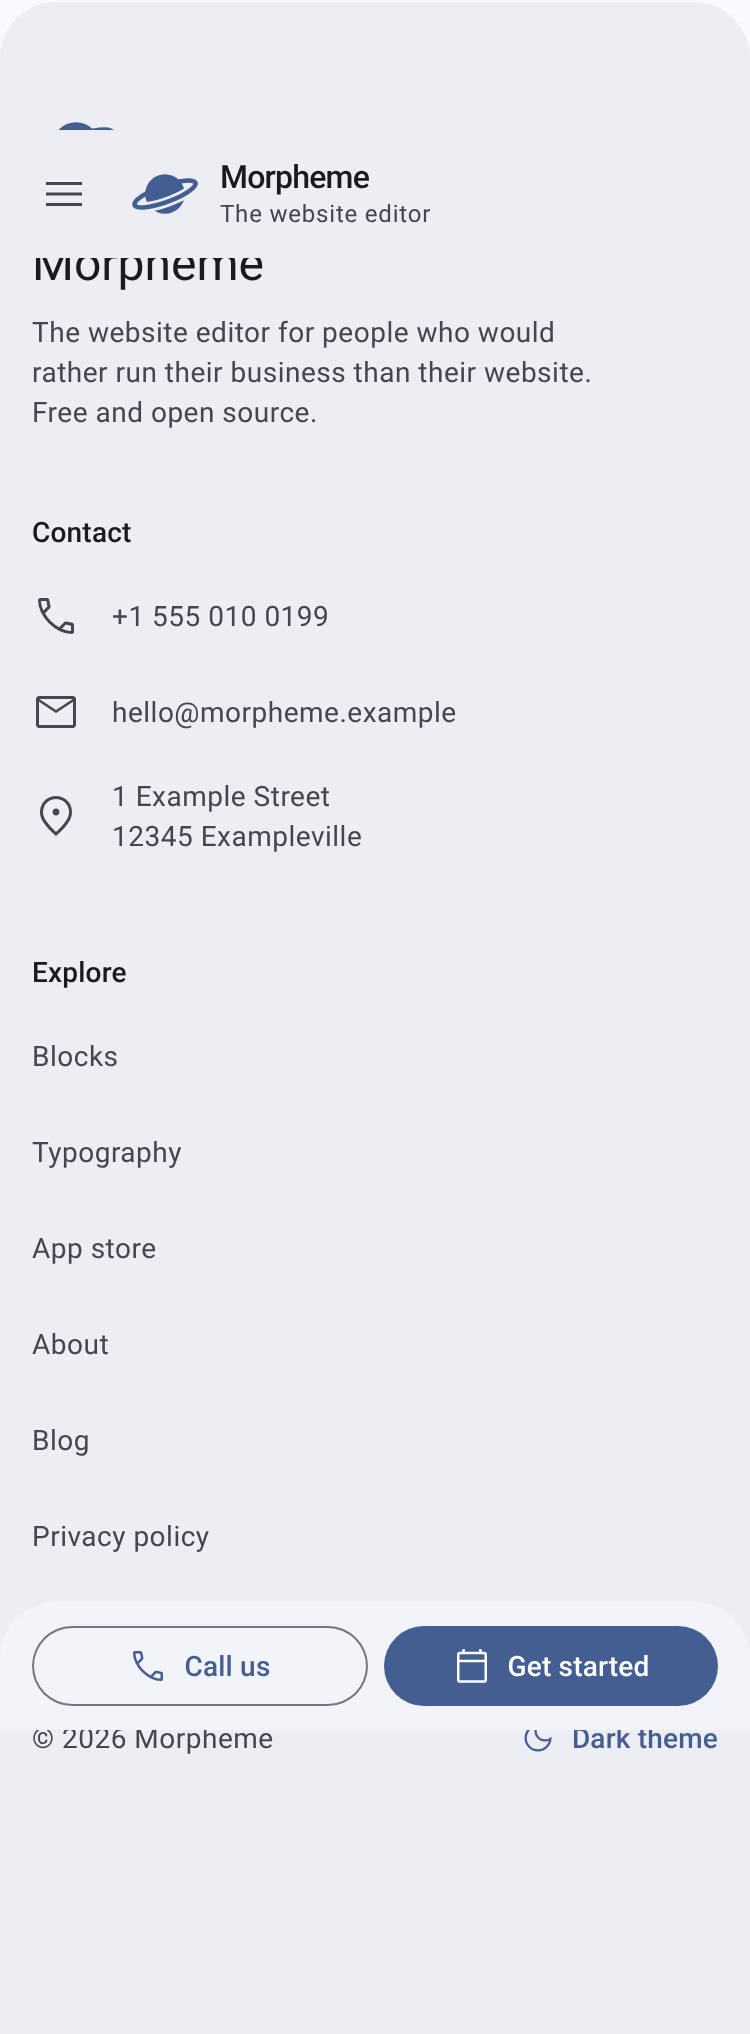 Morpheme
The website editor
Morpheme
The website editor for people who would
rather run their business than their website.
Free and open source.
Contact
+1 555 010 0199
hello@morpheme.example
1 Example Street
12345 Exampleville
Explore
Blocks
Typography
App store
About
Blog
Privacy policy
Call us
Get started
© 2026 Morpheme
Dark theme